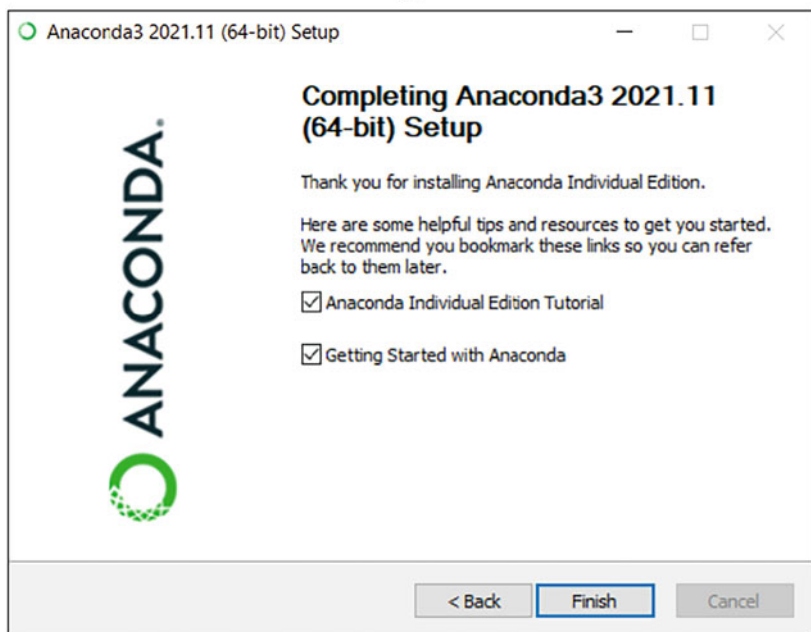 Anaconda3 2021.11 (64-bit) Setup
Completing Anaconda3 2021.11
(64-bit) Setup
Thank you for installing Anaconda Individual Edition.
Here are some helpful tips and resources to get you started.
We recommend you bookmark these links so you can refer
back to them later.
Anaconda Individual Edition Tutorial
Getting Started with Anaconda
ANACONDA.
< Back
Finish
Cancel